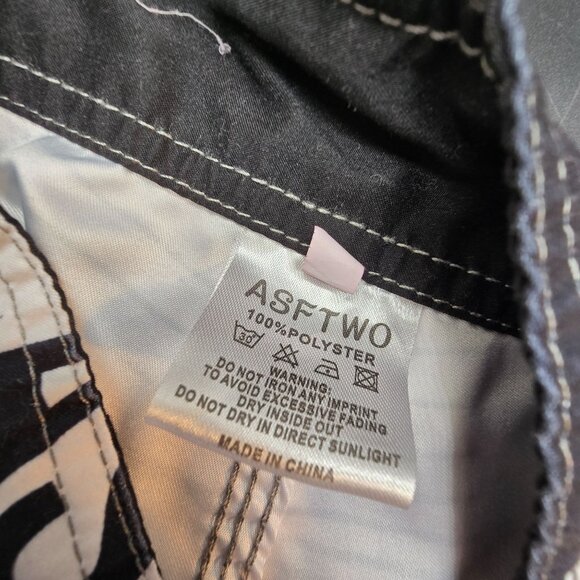 ASFTWO
100%POLYSTER
30
WARNING:
DO NOT IRON ANY IMPRINT
TO AVOID EXCESSIVE FADING
DRY INSIDE OUT
DO NOT DRY IN DIRECT SUNLIGHT
MADE IN CHINA